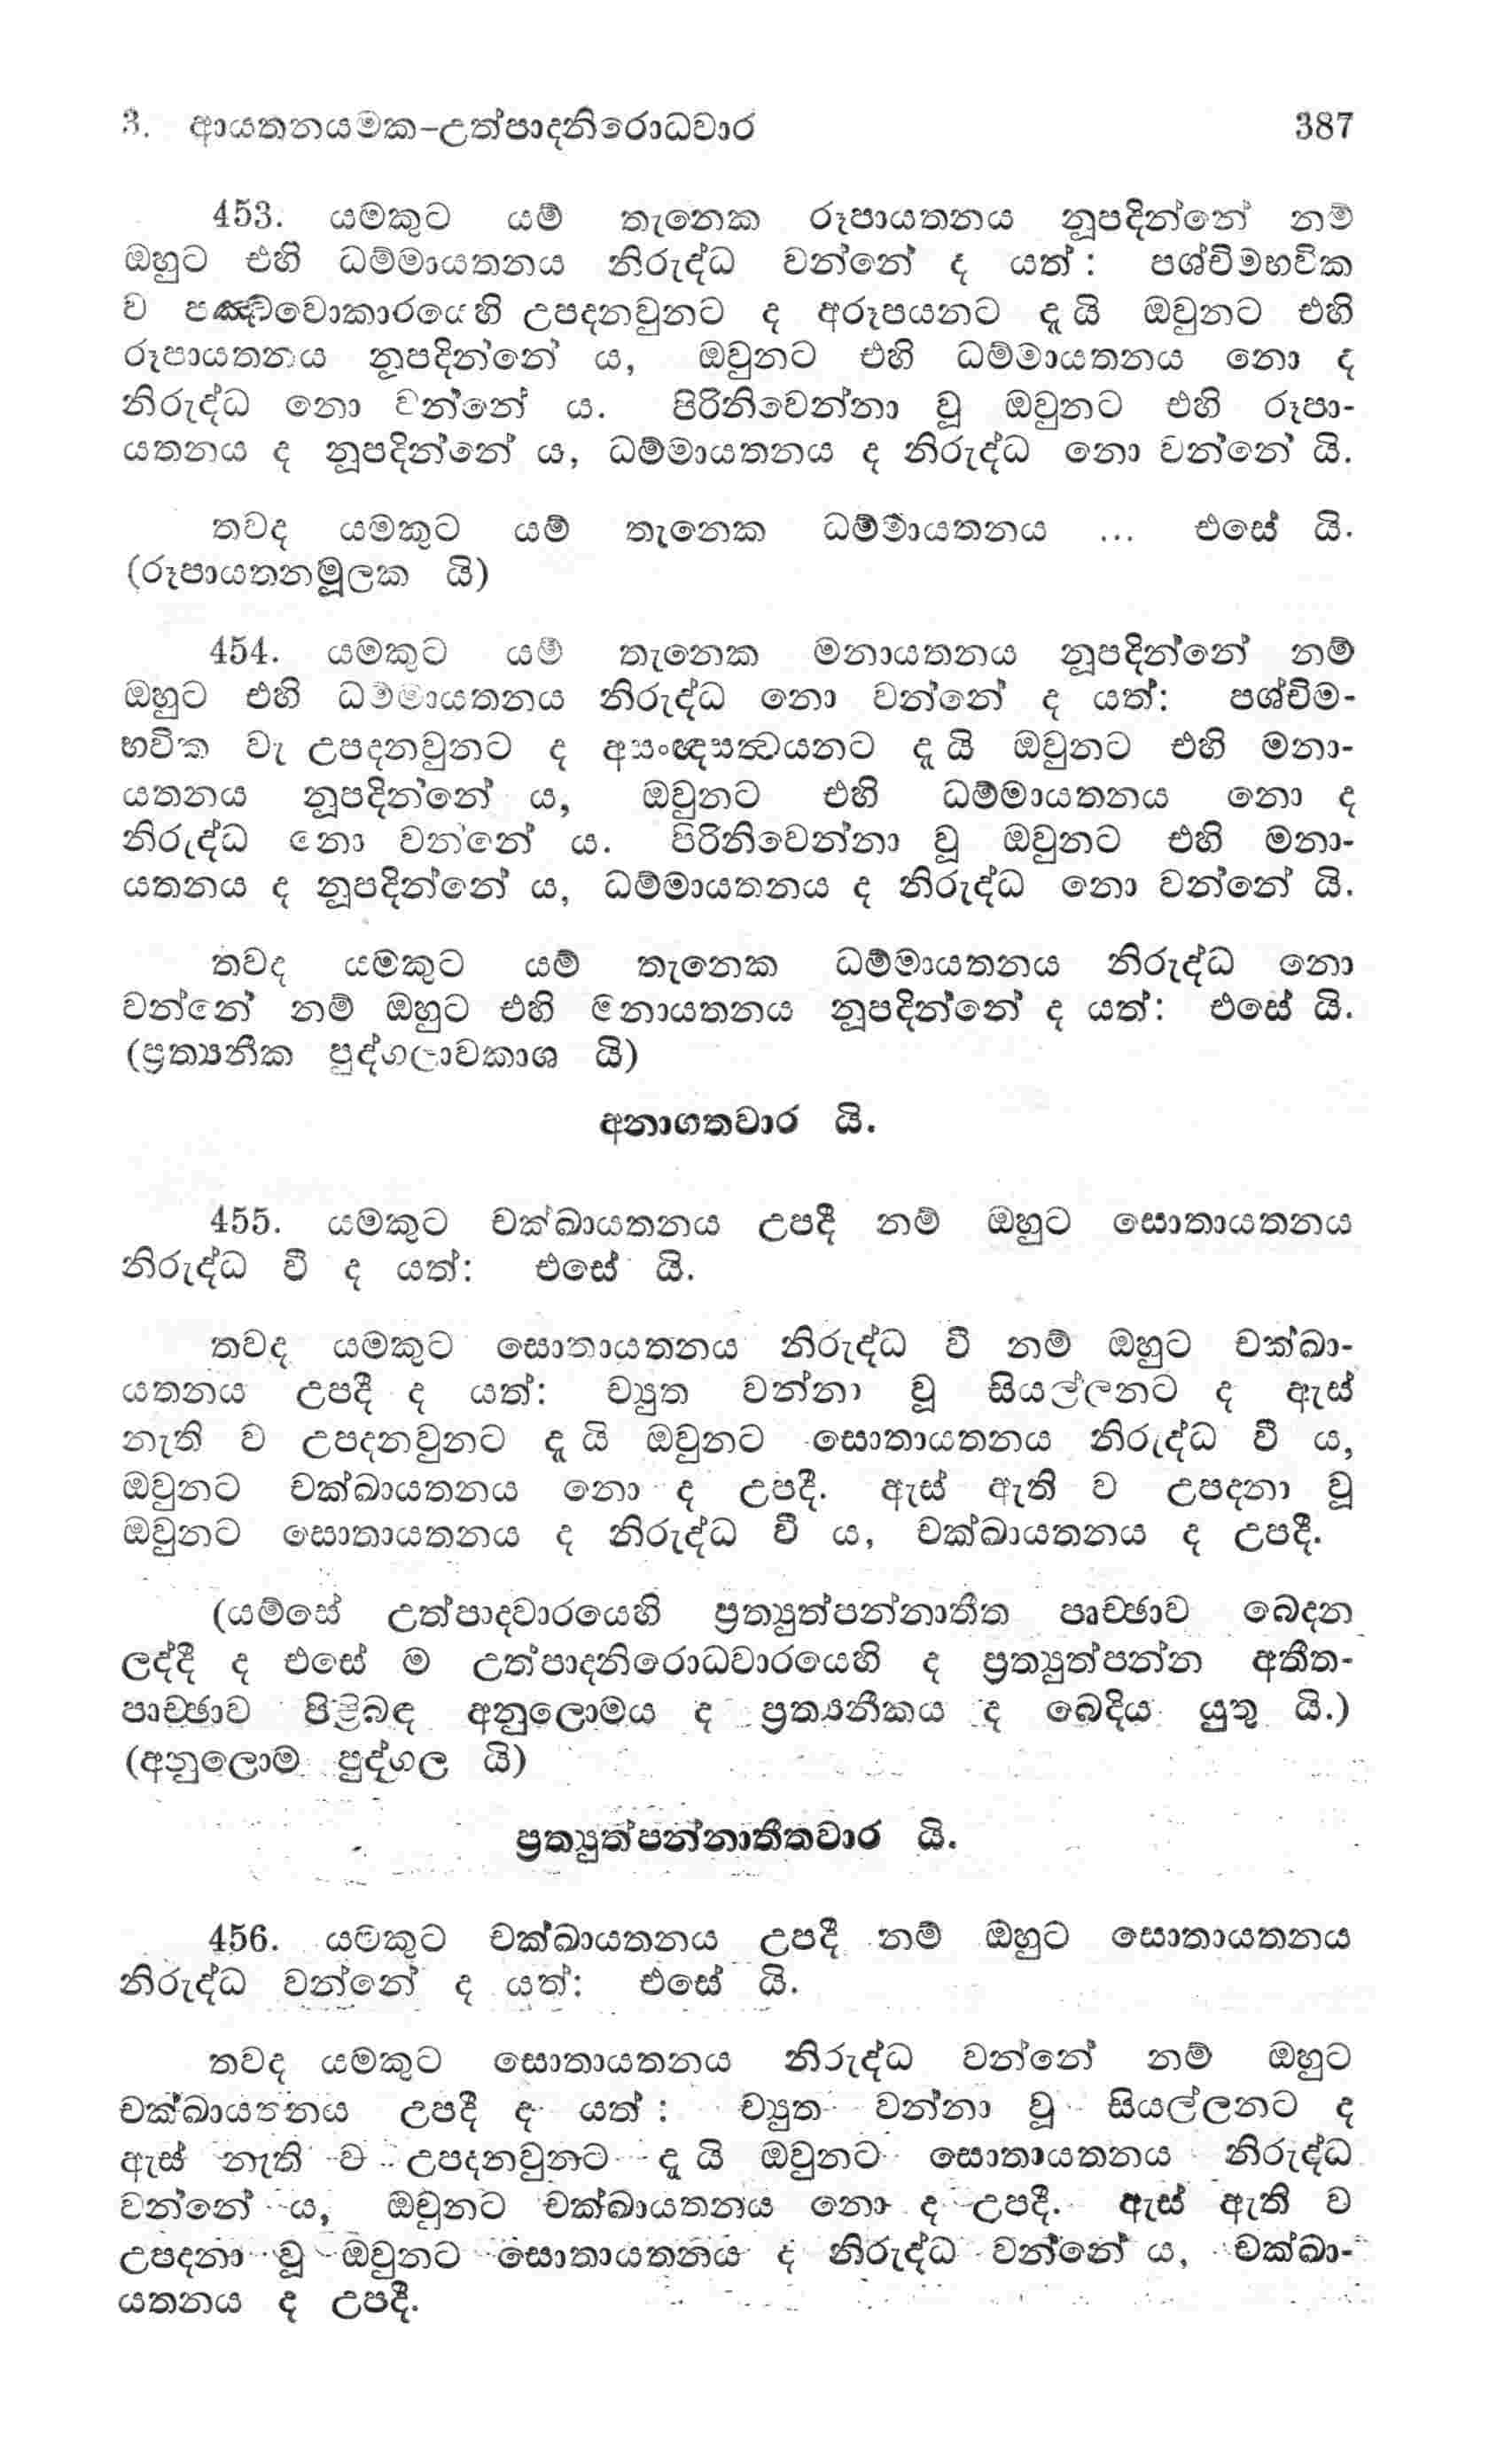 3. ආයතනයමක-උත්පාදනිරොධවාර 387
453. යමකුට යම් තැනෙක රූපායතනය නූපදින්නේ නම්
ඔහුට එහි ධම්මායතනය නිරුද්ධ වන්නේ ද යත්: පශ්චිමභවික
ව පඤ්චවොකාරයෙහි උපදනවුනට ද අරූපයනට දැ යි ඔවුනට එහි
රූපායතනය නූපදින්නේ ය, ඔවුනට එහි ධම්මායතනය නො ද
නිරුද්ධ නො වන්නේ ය. පිරිනිවෙන්නා වූ ඔවුනට එහි රූපා-
යතනය ද නූපදින්නේ ය, ධම්මායතනය ද නිරුද්ධ නො වන්නේ යි.
තවද යමකුට යම් තැනෙක ධම්මායතනය ... එසේ යි.
(රූපායතනමූලක යි)
454. යමකුට යම් තැනෙක මනායතනය නූපදින්නේ නම්
ඔහුට එහි ධම්මායතනය නිරුද්ධ නො වන්නේ ද යත්: පශ්චිම-
භවික වැ උපදනවුනට ද අසංඥසත්වයනට දැ යි ඔවුනට එහි මනා-
යතනය නූපදින්නේ ය, ඔවුනට එහි ධම්මායතනය නො ද
නිරුද්ධ නො වන්නේ ය. පිරිනිවෙන්නා වූ ඔවුනට එහි මනා-
යතනය ද නූපදින්නේ ය, ධම්මායතනය ද නිරුද්ධ නො වන්නේ යි.
තවද යමකුට යම් තැනෙක ධම්මායතනය නිරුද්ධ නො
වන්නේ නම් ඔහුට එහි මනායතනය නූපදින්නේ ද යත්: එසේ යි.
(ප්‍රත්‍යනීක පුද්ගලාවකාශ යි)
අනාගතවාර යි.
455. යමකුට චක්ඛායතනය උපදී නම් ඔහුට සොතායතනය
නිරුද්ධ වී ද යත්: එසේ යි.
තවද යමකුට සොතායතනය නිරුද්ධ වී නම් ඔහුට චක්ඛා-
යතනය උපදී ද යත්: ච්‍යුත වන්නා වූ සියල්ලනට ද ඇස්
නැති ව උපදනවුනට දැ යි ඔවුනට සොතායතනය නිරුද්ධ වී ය,
ඔවුනට චක්ඛායතනය නො ද උපදී. ඇස් ඇති ව උපදනා වූ
ඔවුනට සොතායතනය ද නිරුද්ධ වී ය, චක්ඛායතනය ද උපදී.
(යම්සේ උත්පාදවාරයෙහි ප්‍රත්‍යුත්පන්නාතීත පෘච්ඡාව බෙදන
ලද්දී ද එසේ ම උත්පාදනිරොධවාරයෙහි ද ප්‍රත්‍යුත්පන්න අතීත-
පෘච්ඡාව පිළිබඳ අනුලොමය ද ප්‍රත්‍යනීකය ද බෙදිය යුතු යි.)
(අනුලොම පුද්ගල යි)
ප්‍රත්‍යුත්පන්නාතීතවාර යි.
456. යමකුට චක්ඛායතනය උපදී නම් ඔහුට සොතායතනය
නිරුද්ධ වන්නේ ද යත්: එසේ යි.
තවද යමකුට සොතායතනය නිරුද්ධ වන්නේ නම් ඔහුට
චක්ඛායතනය උපදී ද යත්: ච්‍යුත වන්නා වූ සියල්ලනට ද
ඇස් නැති ව උපදනවුනට දැ යි ඔවුනට සොතායතනය නිරුද්ධ
වන්නේ ය, ඔවුනට චක්ඛායතනය නො ද උපදී. ඇස් ඇති ව
උපදනා වූ ඔවුනට සොතායතනය ද නිරුද්ධ වන්නේ ය, චක්ඛා-
යතනය ද උපදී.